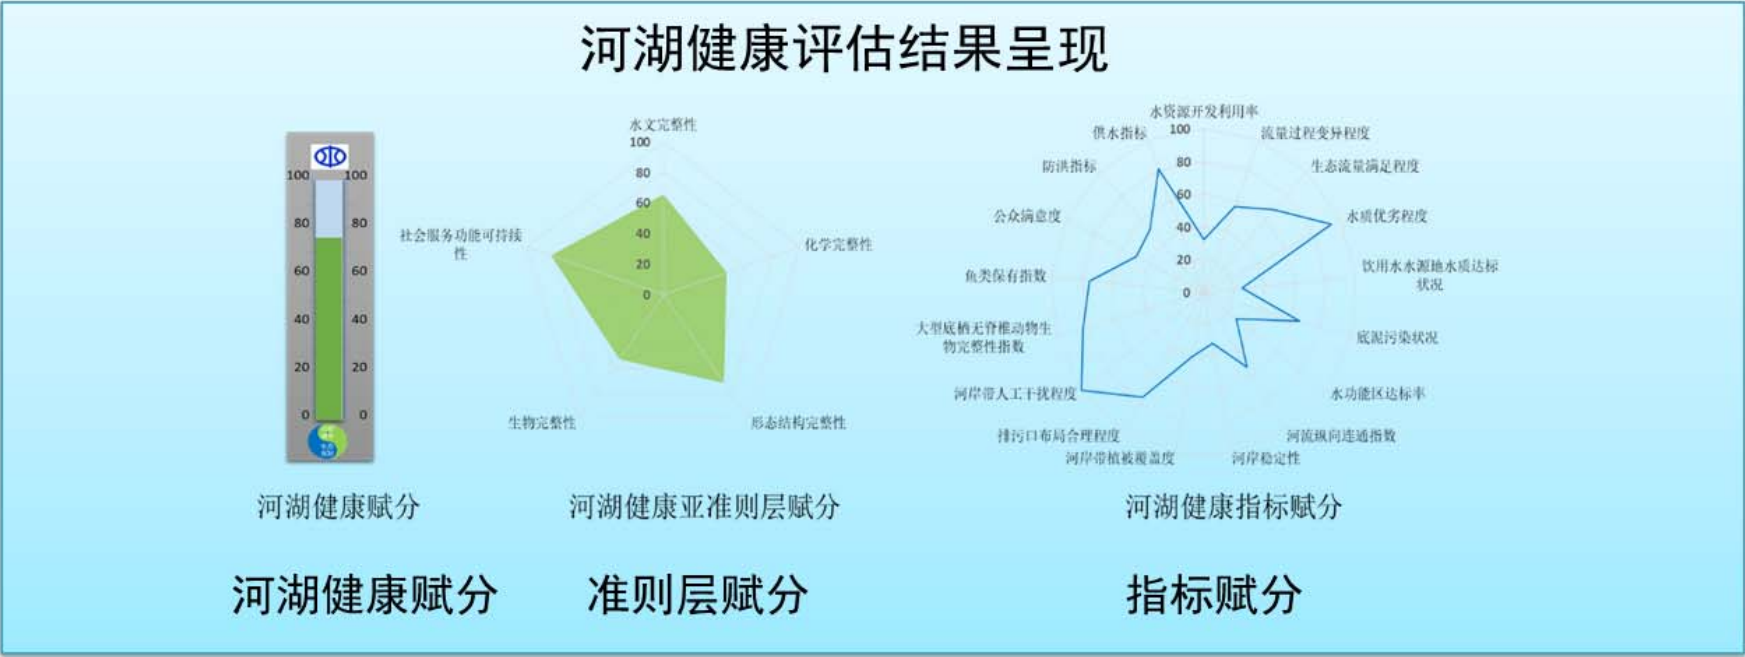 河湖健康评估结果呈现
100 100
80 80
60 60
40 40
20 20
0 0
河湖健康赋分
水文完整性
100
80
60
40
20
0
化学完整性
形态结构完整性
生物完整性
社会服务功能可持续
性
河湖健康亚准则层赋分
水资源开发利用率
100
80
60
40
20
0
流量过程变异程度
生态流量满足程度
水质优劣程度
饮用水水源地水质达标
状况
底泥污染状况
水功能区达标率
河流纵向连通指数
河岸稳定性
河岸带植被覆盖度
排污口布局合理程度
河岸带人工干扰程度
大型底栖无脊椎动物生
物完整性指数
鱼类保有指数
公众满意度
防洪指标
供水指标
河湖健康指标赋分
河湖健康赋分
准则层赋分
指标赋分